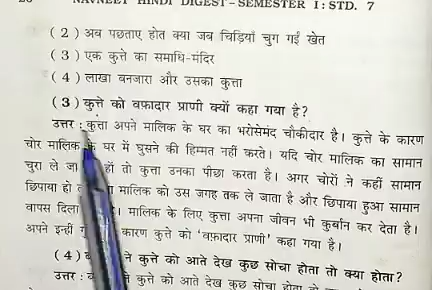 NAVNEET HINDI DIGEST - SEMESTER I : STD. 7
( 2 ) अब पछताए होत क्या जब चिड़ियाँ चुग गईं खेत
( 3 ) एक कुत्ते का समाधि-मंदिर
( 4 ) लाखा बनजारा और उसका कुत्ता
( 3 ) कुत्ते को वफ़ादार प्राणी क्यों कहा गया है?
उत्तर : कुत्ता अपने मालिक के घर का भरोसेमंद चौकीदार है। कुत्ते के कारण
चोर मालिक के घर में घुसने की हिम्मत नहीं करते। यदि चोर मालिक का सामान
चुरा ले जा हों तो कुत्ता उनका पीछा करता है। अगर चोरों ने कहीं सामान
छिपाया हो मालिक को उस जगह तक ले जाता है और छिपाया हुआ सामान
वापस दिला मालिक के लिए कुत्ता अपना जीवन भी कुर्बान कर देता है।
अपने इन्हीं कारण कुत्ते को 'वफ़ादार प्राणी' कहा गया है।
( 4 ) ने कुत्ते को आते देख कुछ सोचा होता तो क्या होता?
उत्तर : ने कुत्ते को आते देख कुछ सोचा होता